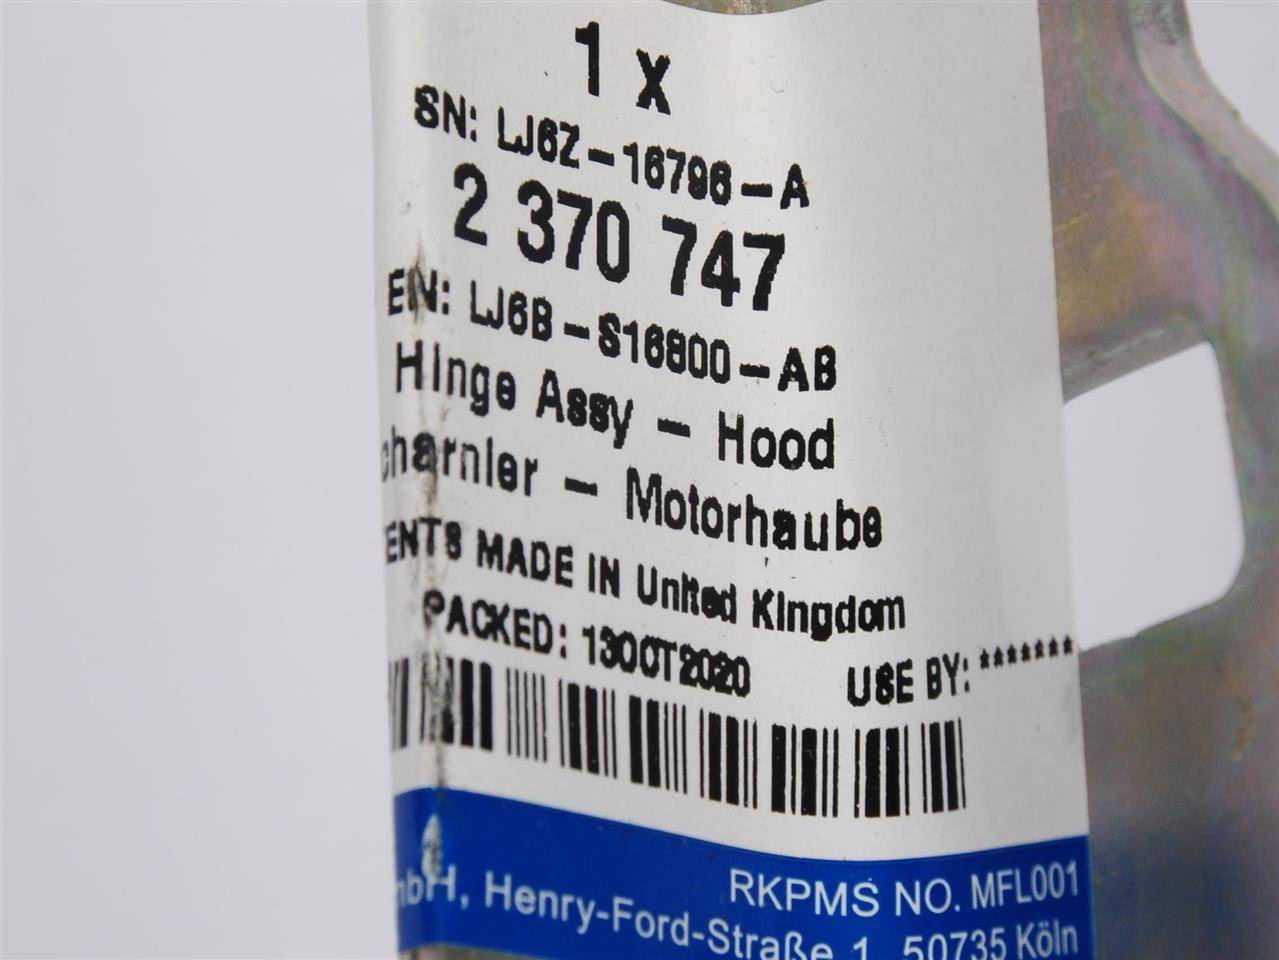 1 x
SN: LJ6Z-16796-A
2 370 747
EN: LJ6B-S16800-AB
Hinge Assy - Hood
charnier - Motorhaube
ENTS MADE IN United Kingdom
PACKED: 13OCT2020 USE BY: *******
RKPMS NO. MFL001
mbH, Henry-Ford-Straße 1, 50735 Köln